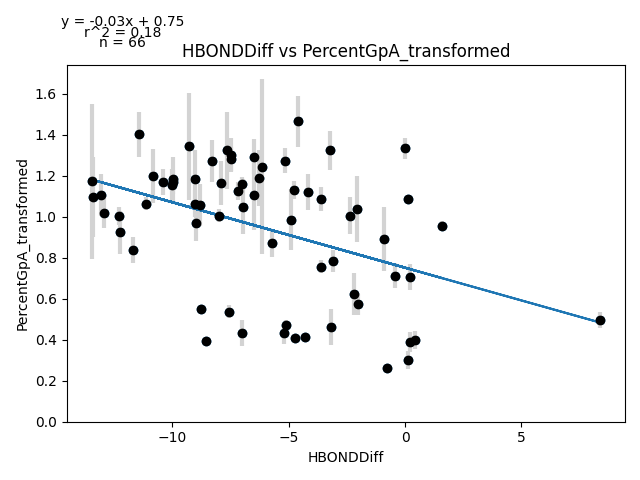 y = -0.03x + 0.75
r^2 = 0.18
n = 66
HBONDDiff vs PercentGpA_transformed
PercentGpA_transformed
1.6
1.4
1.2
1.0
0.8
0.6
0.4
0.2
0.0
−10
−5
0
5
HBONDDiff